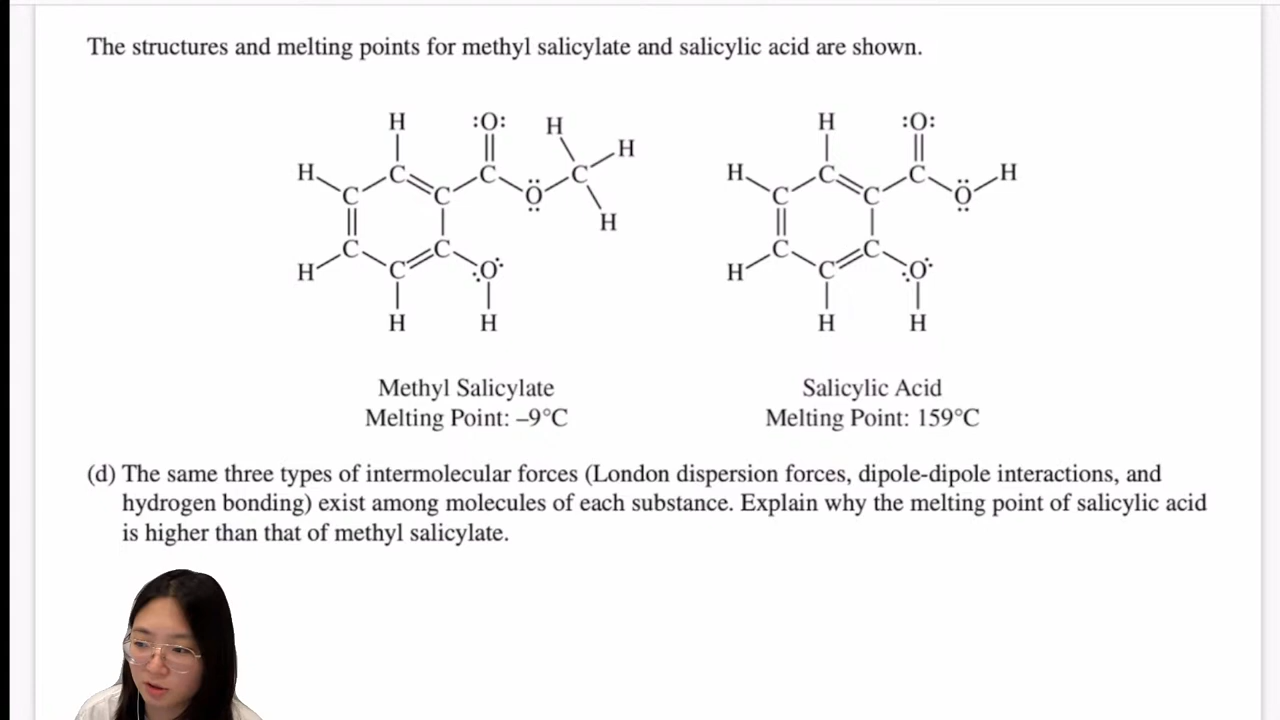 The structures and melting points for methyl salicylate and salicylic acid are shown.
H :O: H H H :O:
H C C O C H H C C O H
C C H C C
C C C C
H C O H C O
H H H H
Methyl Salicylate Salicylic Acid
Melting Point: –9°C Melting Point: 159°C
(d) The same three types of intermolecular forces (London dispersion forces, dipole-dipole interactions, and
hydrogen bonding) exist among molecules of each substance. Explain why the melting point of salicylic acid
is higher than that of methyl salicylate.